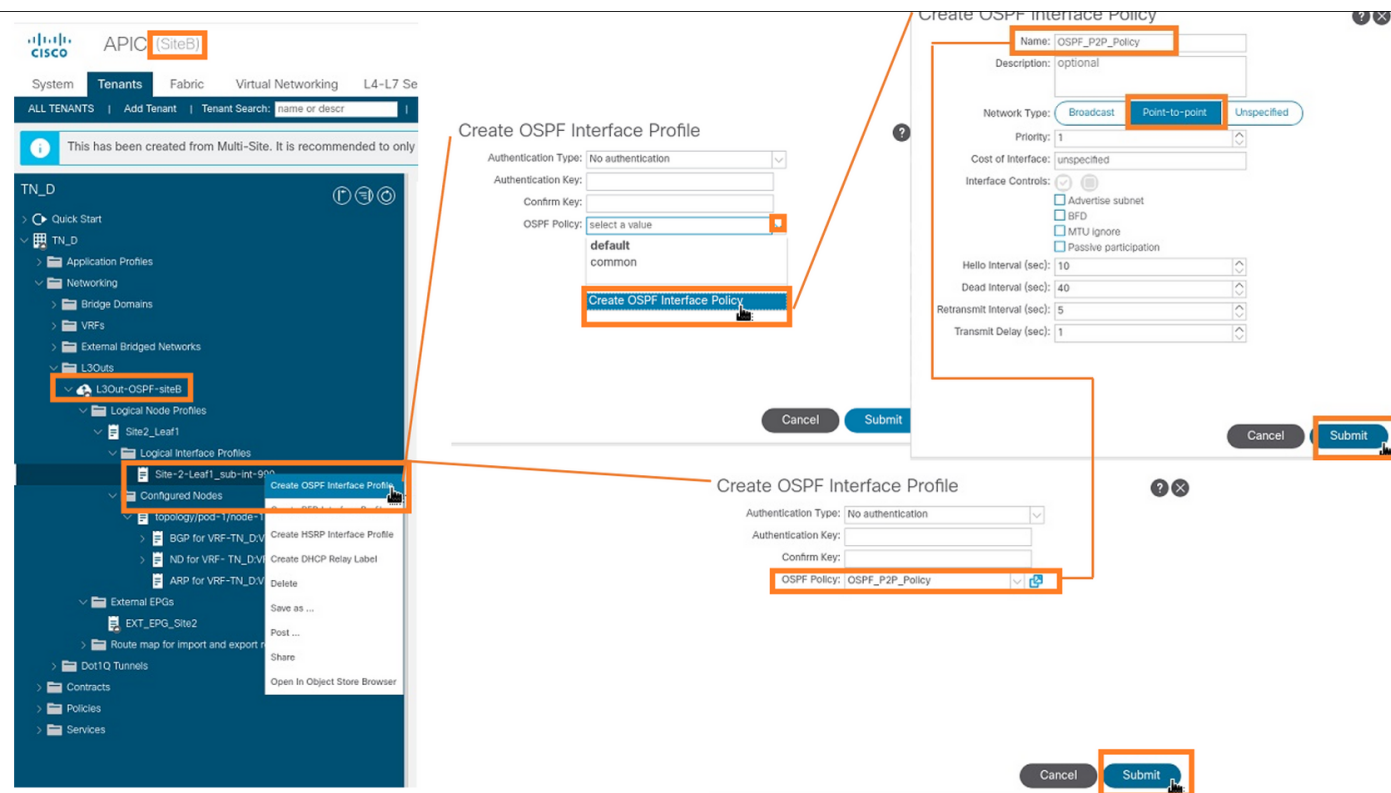 cisco
APIC (SiteB)
System Tenants Fabric Virtual Networking L4-L7 Se
ALL TENANTS | Add Tenant | Tenant Search: name or descr |
This has been created from Multi-Site. It is recommended to only
TN_D
Quick Start
TN_D
Application Profiles
Networking
Bridge Domains
VRFs
External Bridged Networks
L3Outs
L3Out-OSPF-siteB
Logical Node Profiles
Site2_Leaf1
Logical Interface Profiles
Site-2-Leaf1_sub-int-900
Configured Nodes
topology/pod-1/node-1
BGP for VRF-TN_D:V
ND for VRF- TN_D:VI
ARP for VRF-TN_D:V
External EPGs
EXT_EPG_Site2
Route map for import and export r
Dot1Q Tunnels
Contracts
Policies
Services
Create OSPF Interface Profile
Create HSRP Interface Profile
Create DHCP Relay Label
Delete
Save as ...
Post ...
Share
Open In Object Store Browser
Create OSPF Interface Profile
Authentication Type: No authentication
Authentication Key:
Confirm Key:
OSPF Policy: select a value
default
common
Create OSPF Interface Policy
Cancel Submit
Create OSPF Interface Policy
Name: OSPF_P2P_Policy
Description: optional
Network Type: Broadcast Point-to-point Unspecified
Priority: 1
Cost of Interface: unspecified
Interface Controls:
Advertise subnet
BFD
MTU ignore
Passive participation
Hello Interval (sec): 10
Dead Interval (sec): 40
Retransmit Interval (sec): 5
Transmit Delay (sec): 1
Cancel Submit
Create OSPF Interface Profile
Authentication Type: No authentication
Authentication Key:
Confirm Key:
OSPF Policy: OSPF_P2P_Policy
Cancel Submit